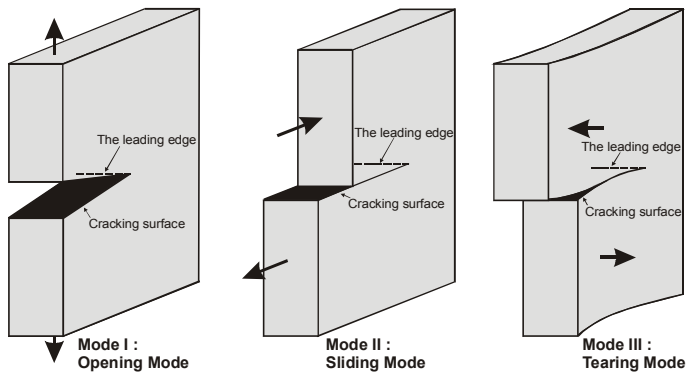 The leading edge
Cracking surface
Mode I :
Opening Mode
The leading edge
Cracking surface
Mode II :
Sliding Mode
The leading edge
Cracking surface
Mode III :
Tearing Mode